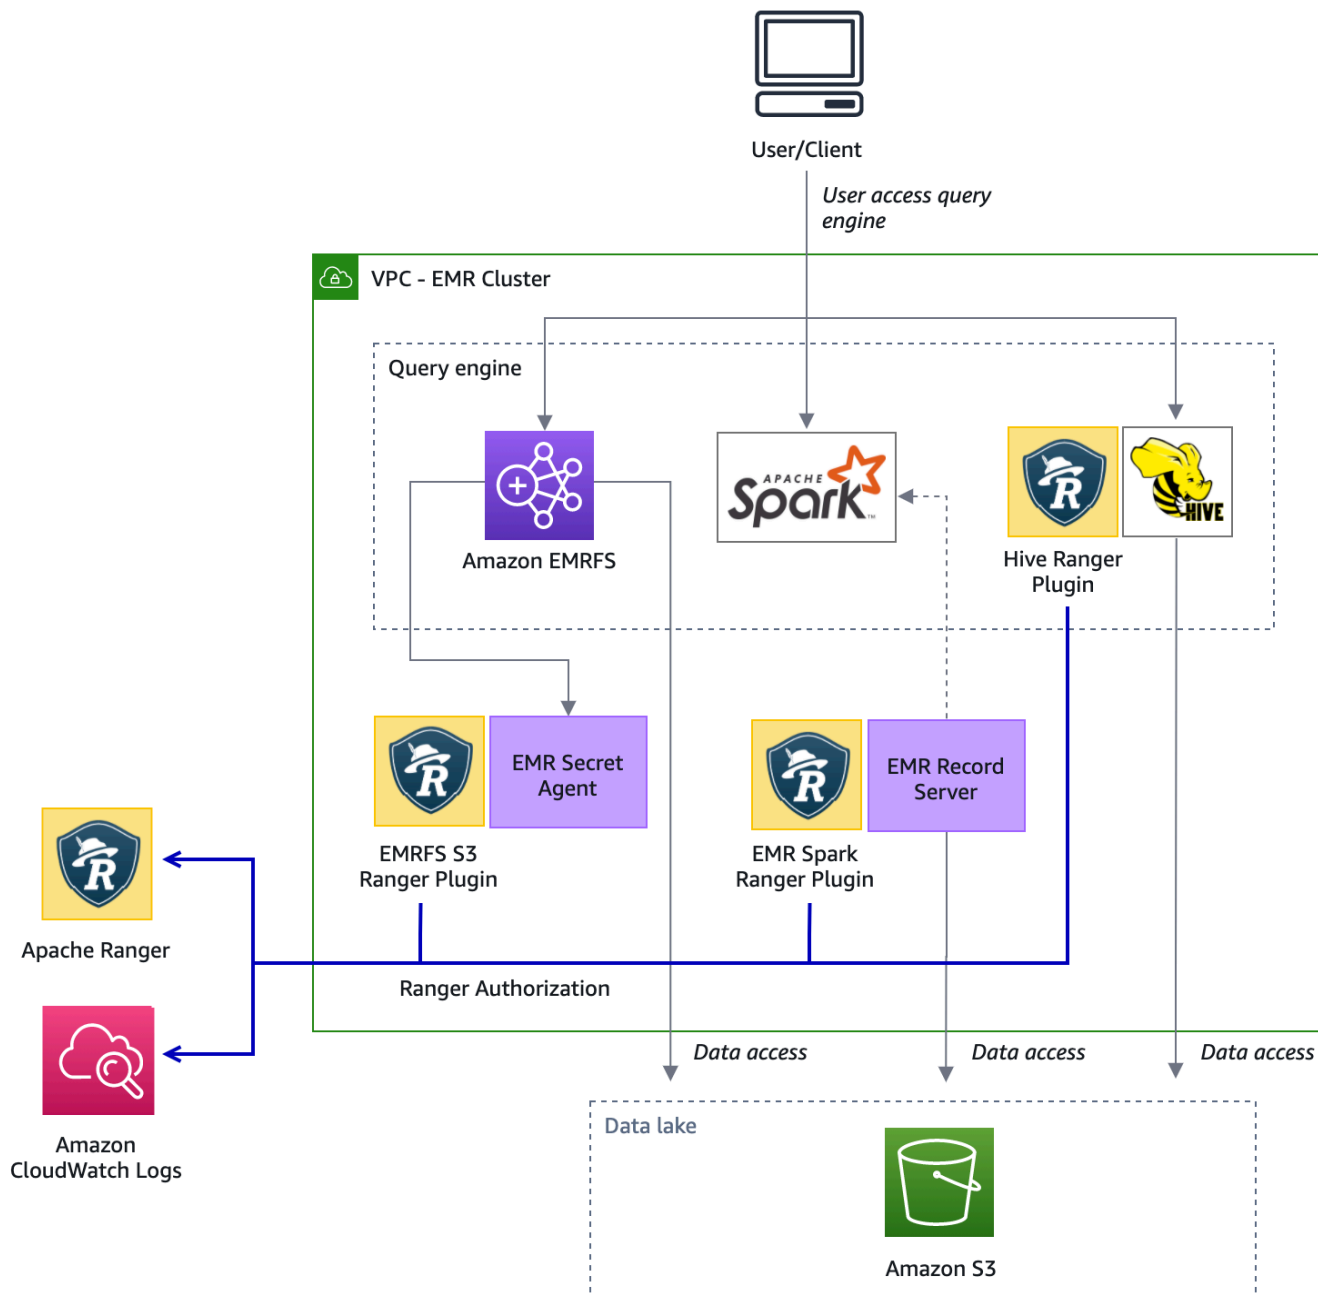 User/Client
User access query
engine
VPC - EMR Cluster
Query engine
APACHE
Spark™
HIVE
Amazon EMRFS
Hive Ranger
Plugin
R
EMR Secret
Agent
R
EMR Record
Server
R
EMRFS S3
Ranger Plugin
EMR Spark
Ranger Plugin
R
Apache Ranger
Ranger Authorization
Data access
Data access
Data access
Amazon
CloudWatch Logs
Data lake
Amazon S3